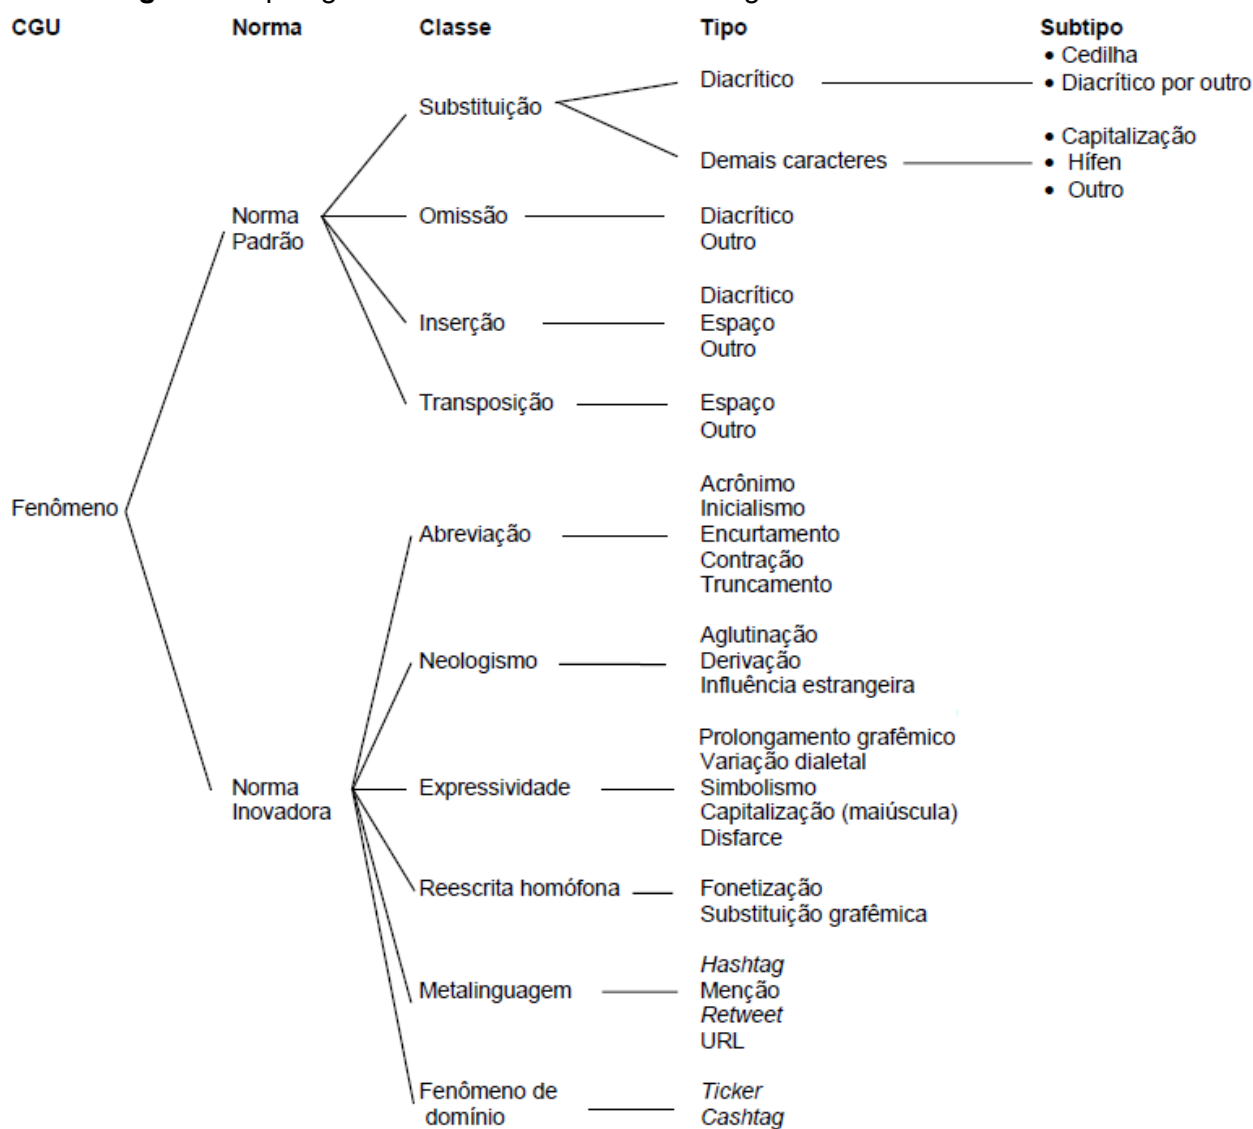 CGU Norma Classe Tipo Subtipo
• Cedilha
Diacrítico • Diacrítico por outro
Substituição
• Capitalização
Demais caracteres • Hífen
• Outro
Norma Omissão Diacrítico
Padrão Outro
Diacrítico
Inserção Espaço
Outro
Transposição Espaço
Outro
Acrônimo
Fenômeno Inicialismo
Abreviação Encurtamento
Contração
Truncamento
Aglutinação
Neologismo Derivação
Influência estrangeira
Prolongamento grafêmico
Variação dialetal
Norma Expressividade Simbolismo
Inovadora Capitalização (maiúscula)
Disfarce
Reescrita homófona Fonetização
Substituição grafêmica
Hashtag
Metalinguagem Menção
Retweet
URL
Fenômeno de Ticker
domínio Cashtag